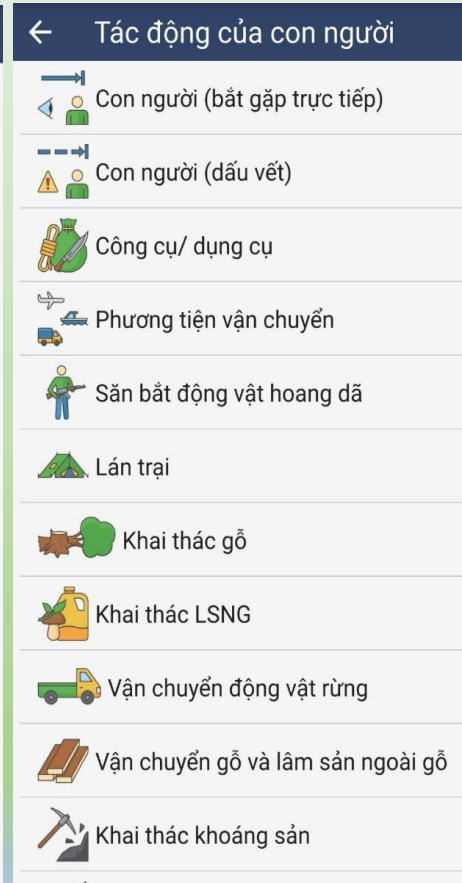 Tác động của con người
Con người (bắt gặp trực tiếp)
Con người (dấu vết)
Công cụ/ dụng cụ
Phương tiện vận chuyển
Săn bắt động vật hoang dã
Lán trại
Khai thác gỗ
Khai thác LSNG
Vận chuyển động vật rừng
Vận chuyển gỗ và lâm sản ngoài gỗ
Khai thác khoáng sản